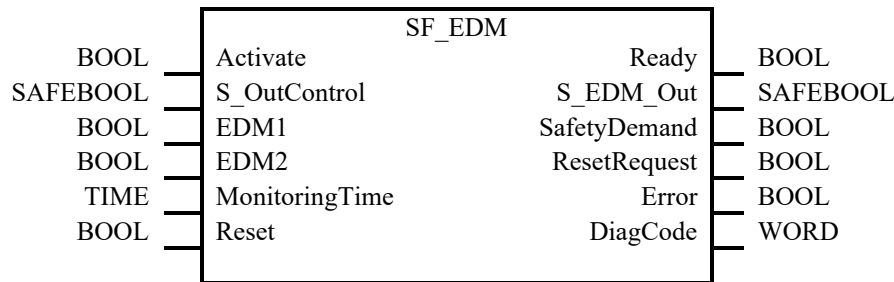 SF_EDM
BOOL Activate Ready BOOL
SAFEBOOL S_OutControl S_EDM_Out SAFEBOOL
BOOL EDM1 SafetyDemand BOOL
BOOL EDM2 ResetRequest BOOL
TIME MonitoringTime Error BOOL
BOOL Reset DiagCode WORD